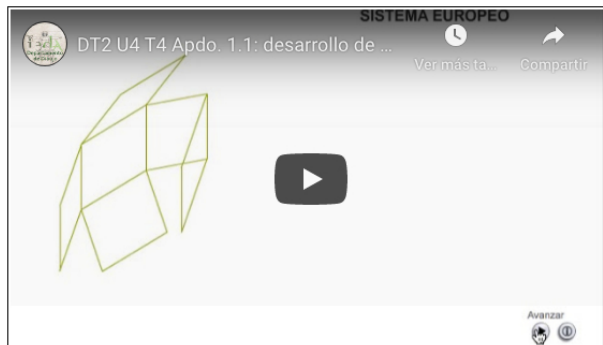 SISTEMA EUROPEO
DT2 U4 T4 Apdo. 1.1: desarrollo de ...
Ver más ta...
Compartir
Avanzar